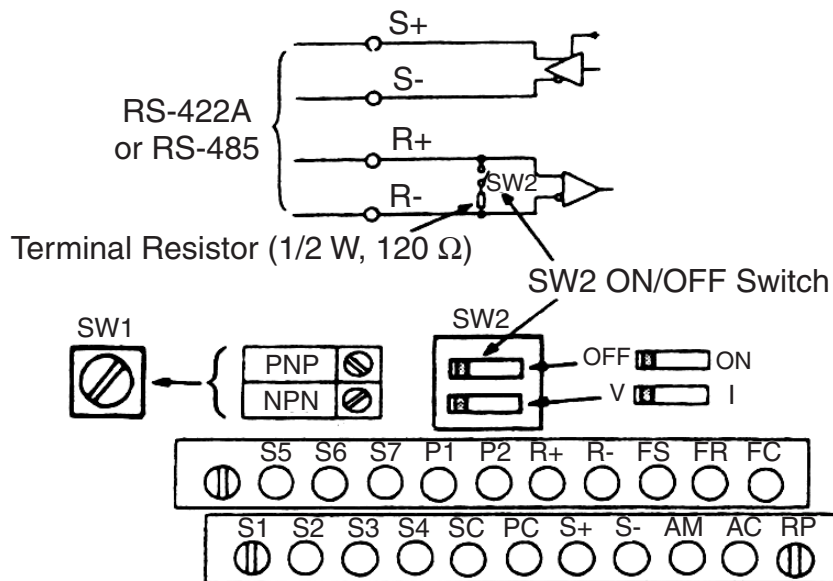 S+
S-
RS-422A
or RS-485
R+
SW2
R-
Terminal Resistor (1/2 W, 120 Ω)
SW2 ON/OFF Switch
SW1
SW2
PNP
OFF
ON
NPN
V
I
S5 S6 S7 P1 P2 R+ R- FS FR FC
S1 S2 S3 S4 SC PC S+ S- AM AC RP